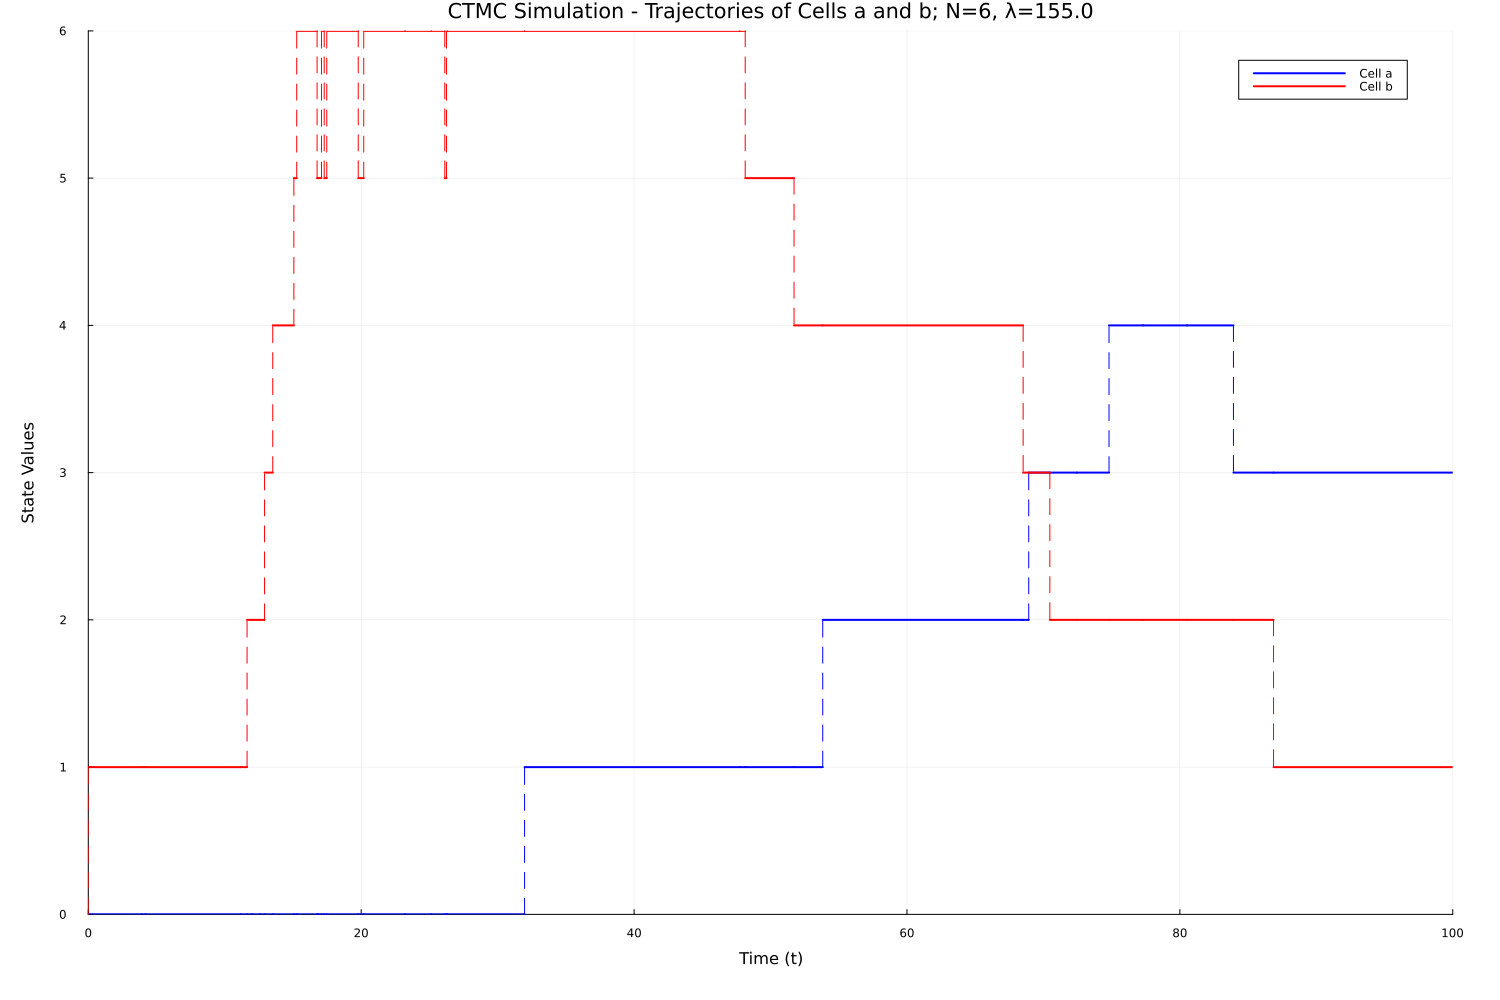 CTMC Simulation - Trajectories of Cells a and b; N=6, λ=155.0
Cell a
Cell b
State Values
6
5
4
3
2
1
0
0 20 40 60 80 100
Time (t)